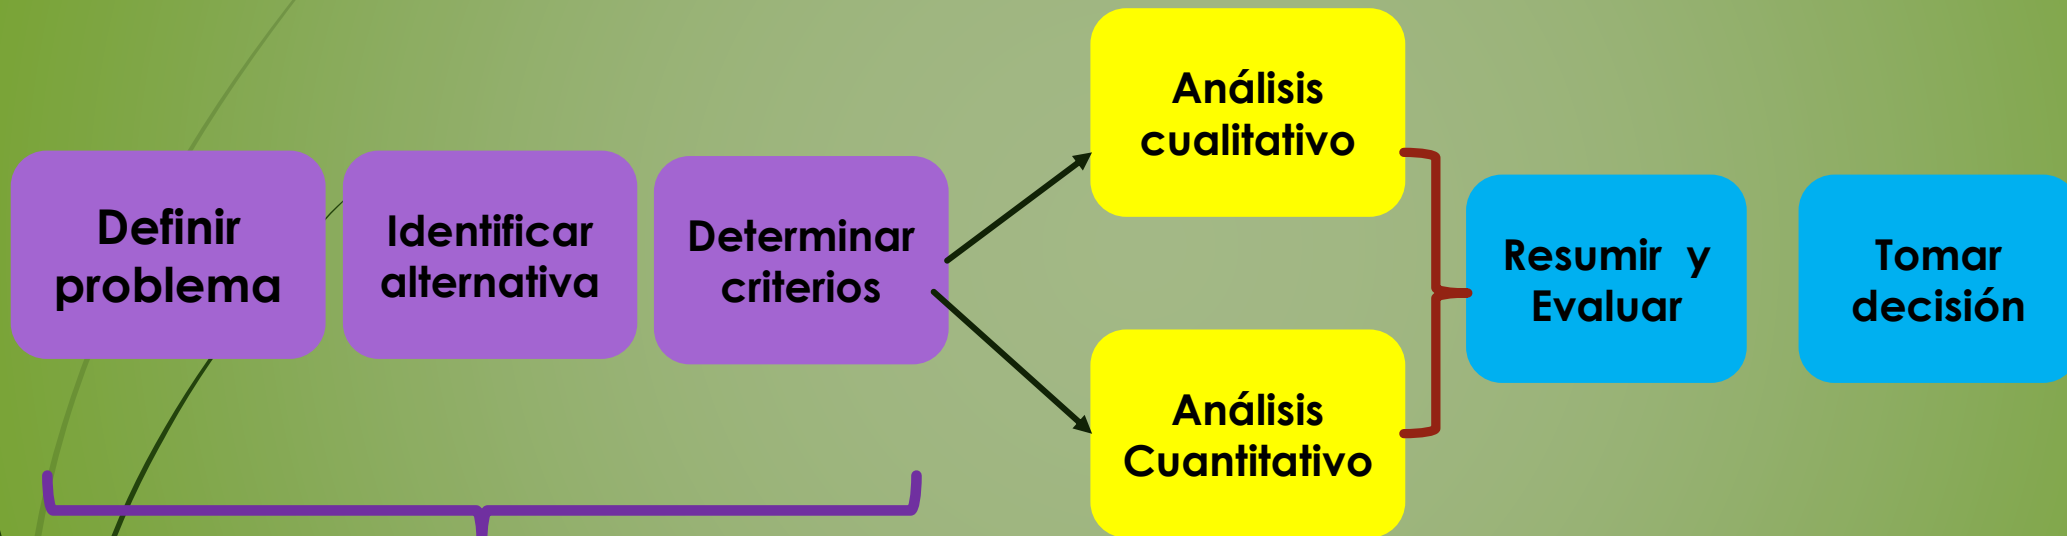 Definir
problema
Identificar
alternativa
Determinar
criterios
Análisis
cualitativo
Análisis
Cuantitativo
Resumir y
Evaluar
Tomar
decisión